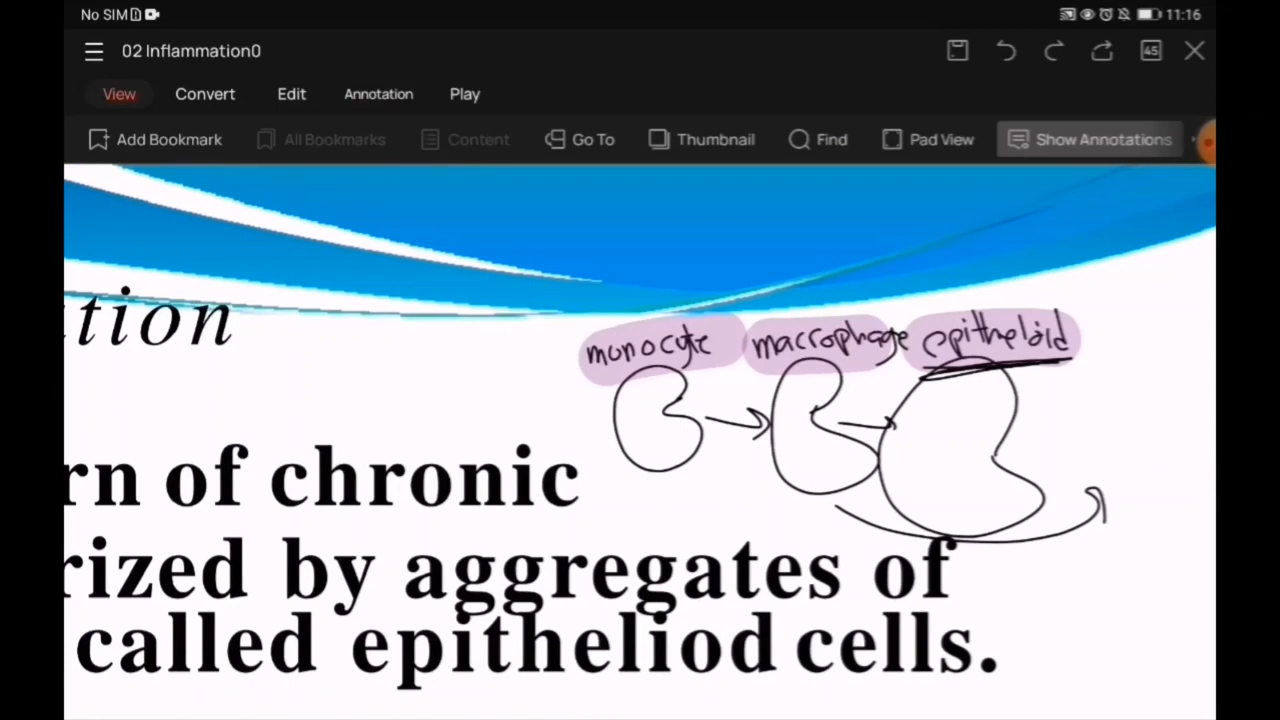 No SIM 11:16
02 Inflammation0 45
View Convert Edit Annotation Play
Add Bookmark All Bookmarks Content Go To Thumbnail Find Pad View Show Annotations
tion
monocyte macrophage epitheloid
rn of chronic
rized by aggregates of
called epitheliod cells.